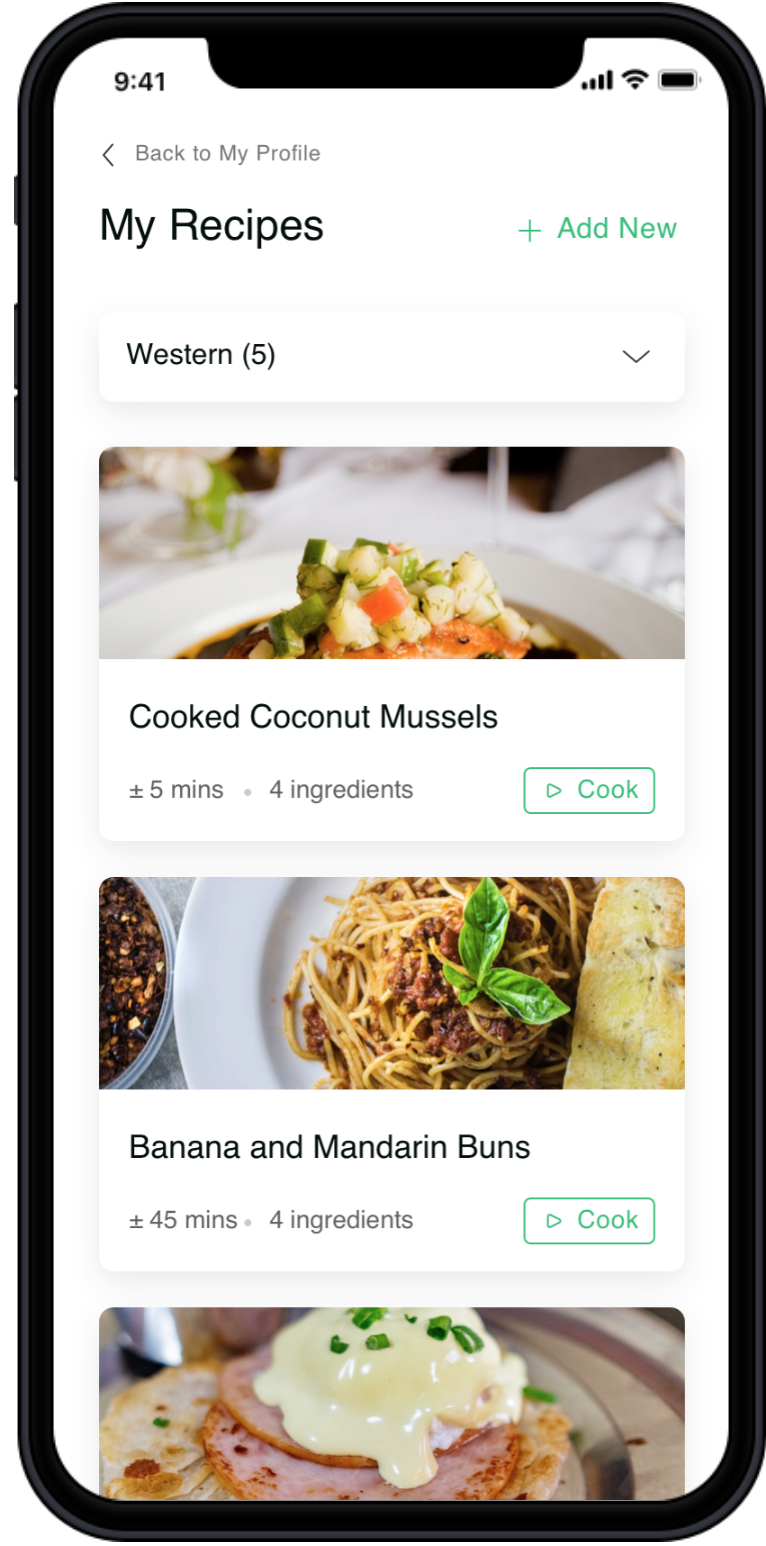 9:41
Back to My Profile
My Recipes
+ Add New
Western (5)
Cooked Coconut Mussels
± 5 mins • 4 ingredients
Cook
Banana and Mandarin Buns
± 45 mins • 4 ingredients
Cook